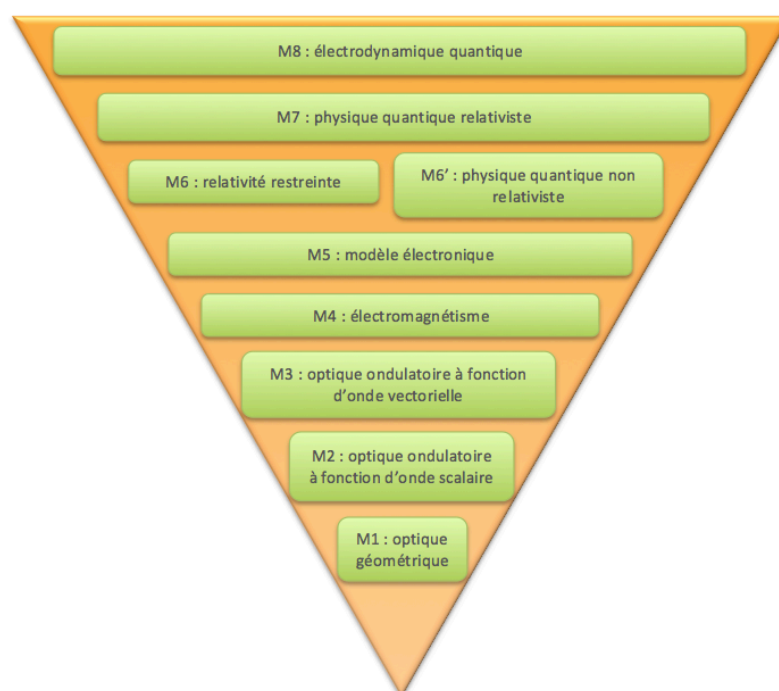 M8 : électrodynamique quantique
M7 : physique quantique relativiste
M6 : relativité restreinte
M6’ : physique quantique non
relativiste
M5 : modèle électronique
M4 : électromagnétisme
M3 : optique ondulatoire à fonction
d’onde vectorielle
M2 : optique ondulatoire
à fonction d’onde scalaire
M1 : optique
géométrique